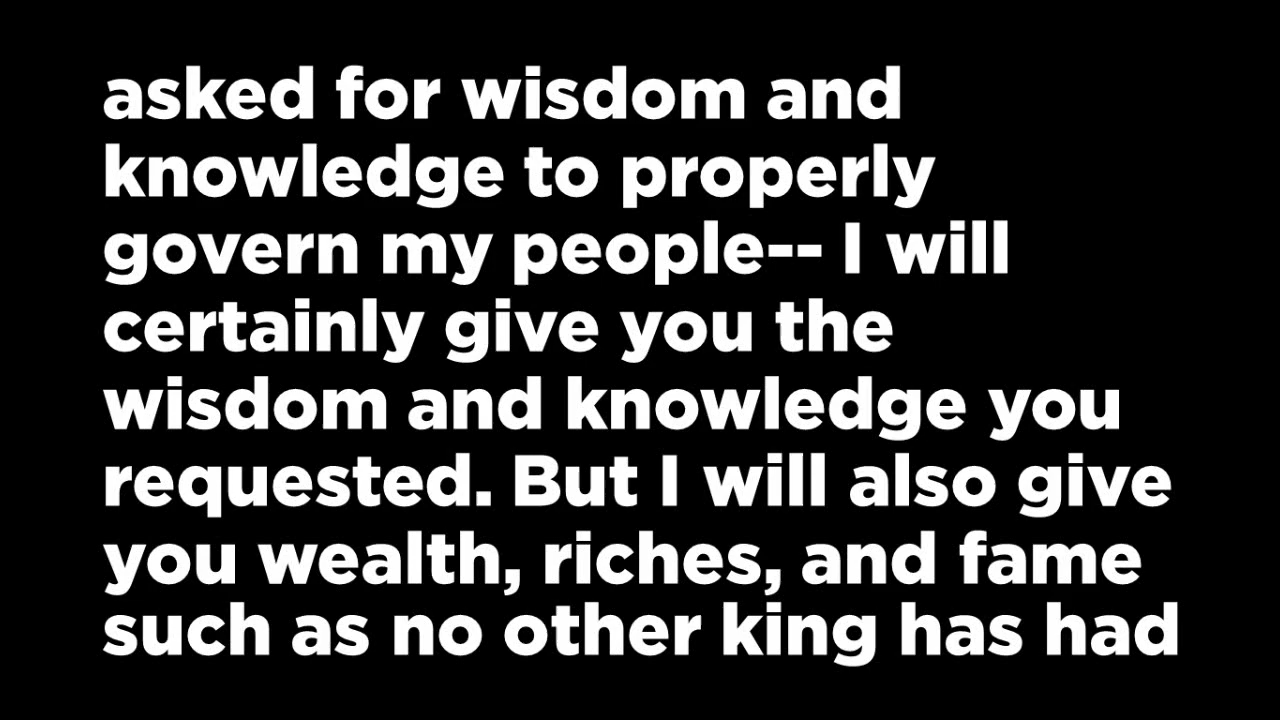 asked for wisdom and
knowledge to properly
govern my people-- I will
certainly give you the
wisdom and knowledge you
requested. But I will also give
you wealth, riches, and fame
such as no other king has had